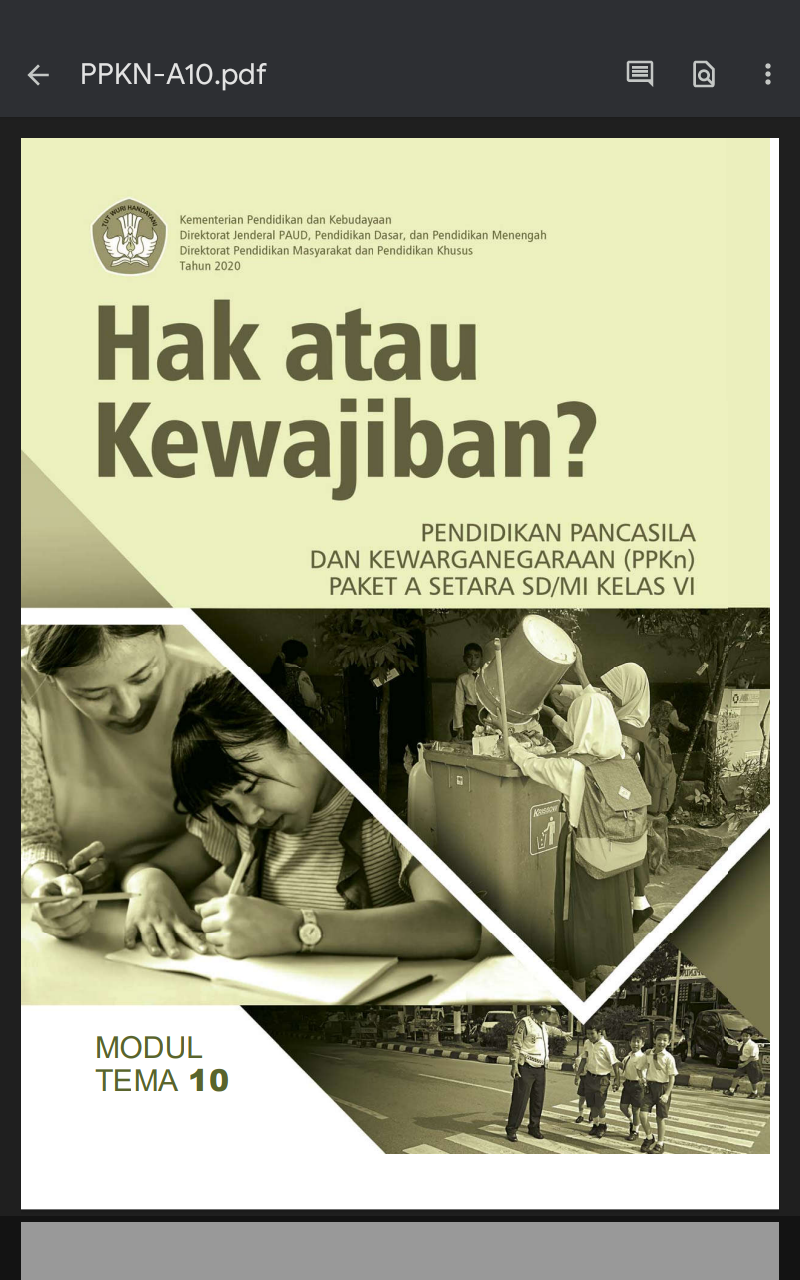 PPKN-A10.pdf
TUT WURI HANDAYANI
Kementerian Pendidikan dan Kebudayaan
Direktorat Jenderal PAUD, Pendidikan Dasar, dan Pendidikan Menengah
Direktorat Pendidikan Masyarakat dan Pendidikan Khusus
Tahun 2020
Hak atau
Kewajiban?
PENDIDIKAN PANCASILA
DAN KEWARGANEGARAAN (PPKn)
PAKET A SETARA SD/MI KELAS VI
MODUL
TEMA 10